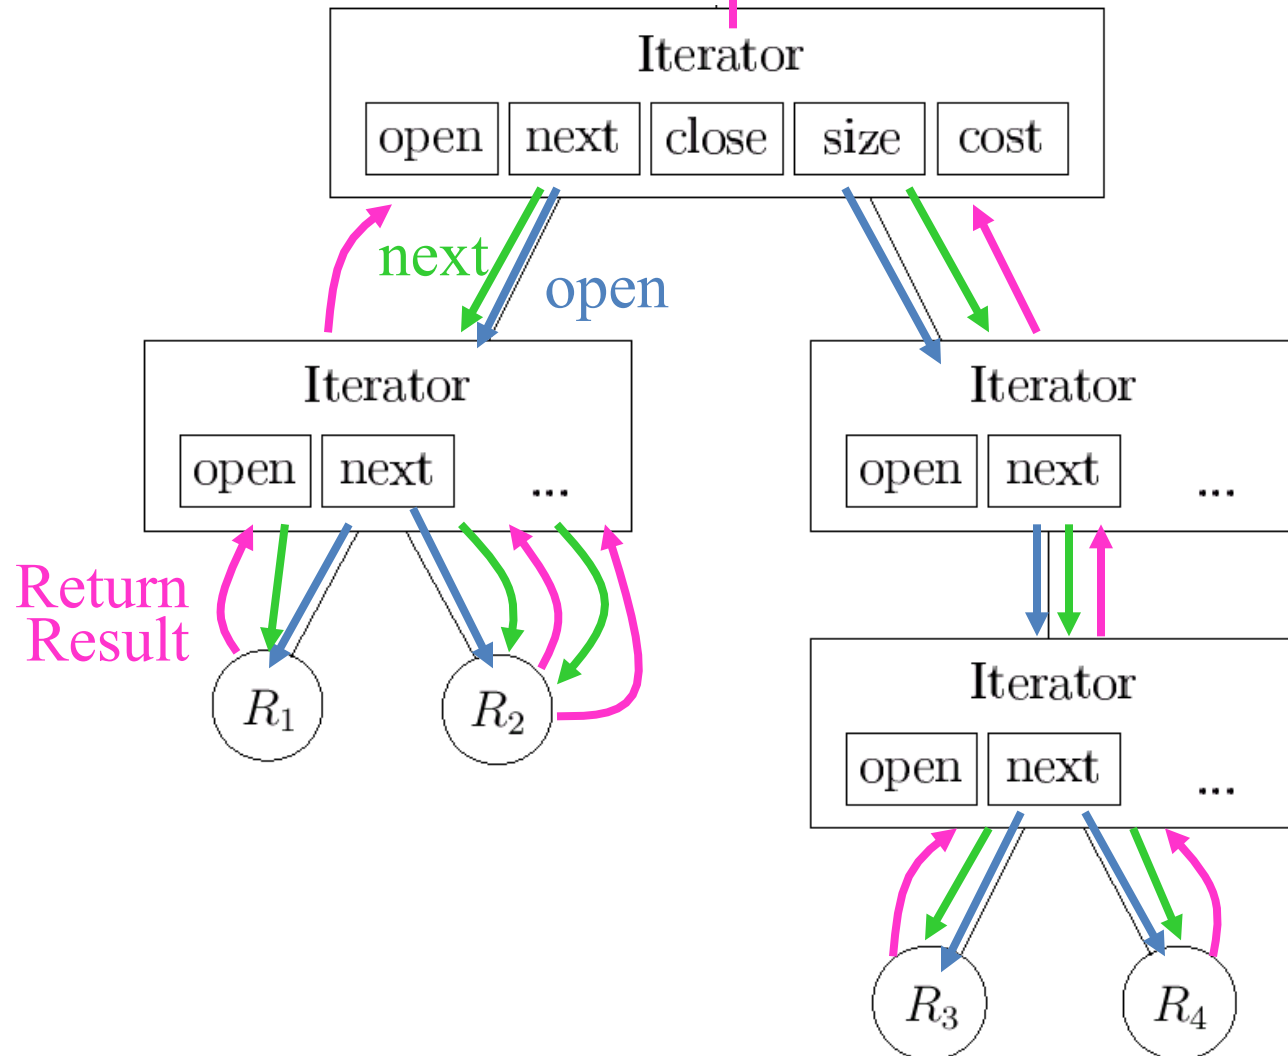 Iterator
open next close size cost
next
open
Iterator
open next ...
Iterator
open next ...
Return
Result
Iterator
open next ...
R₁
R₂
R₃
R₄